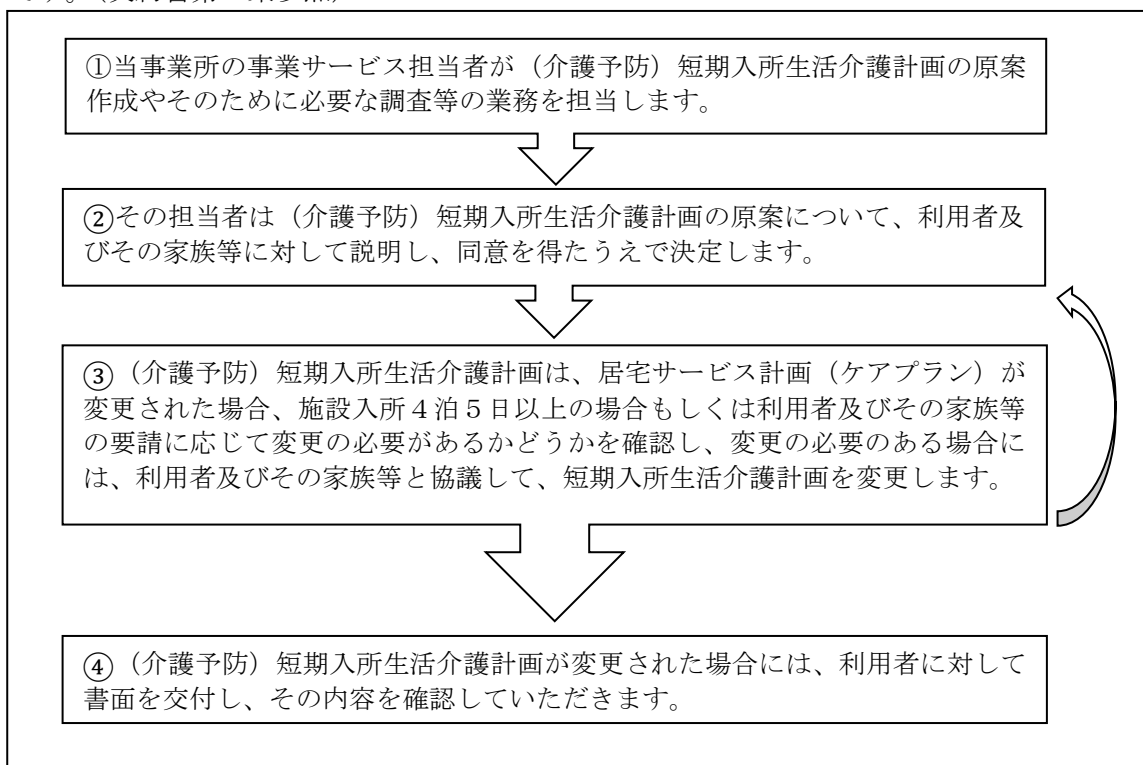 ①当事業所の事業サービス担当者が（介護予防）短期入所生活介護計画の原案
作成やそのために必要な調査等の業務を担当します。
②その担当者は（介護予防）短期入所生活介護計画の原案について、利用者及
びその家族等に対して説明し、同意を得たうえで決定します。
③（介護予防）短期入所生活介護計画は、居宅サービス計画（ケアプラン）が
変更された場合、施設入所４泊５日以上の場合もしくは利用者及びその家族等
の要請に応じて変更の必要があるかどうかを確認し、変更の必要のある場合に
は、利用者及びその家族等と協議して、短期入所生活介護計画を変更します。
④（介護予防）短期入所生活介護計画が変更された場合には、利用者に対して
書面を交付し、その内容を確認していただきます。